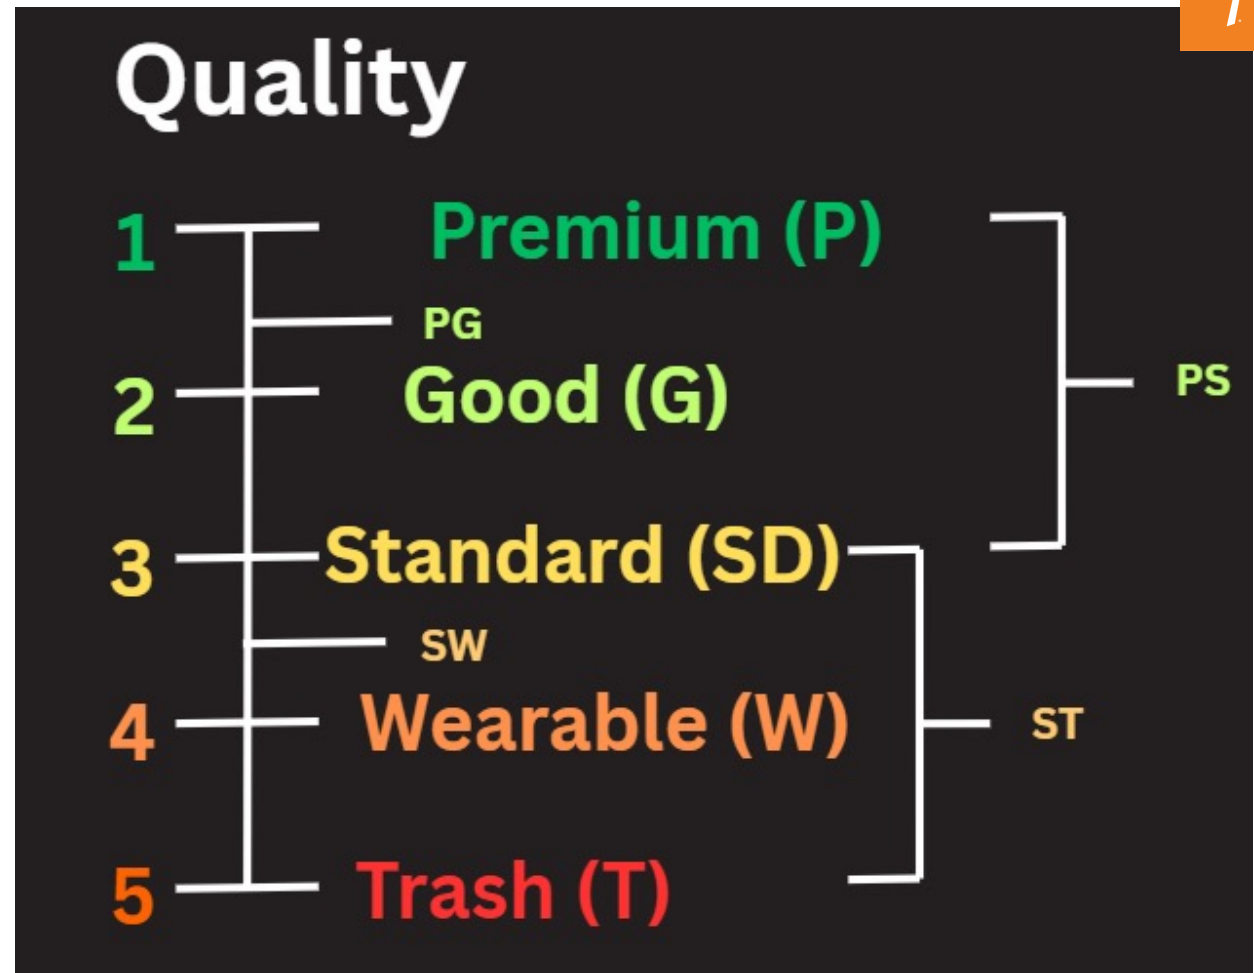 Quality
1 Premium (P)
PG
2 Good (G)
PS
3 Standard (SD)
SW
4 Wearable (W)
ST
5 Trash (T)